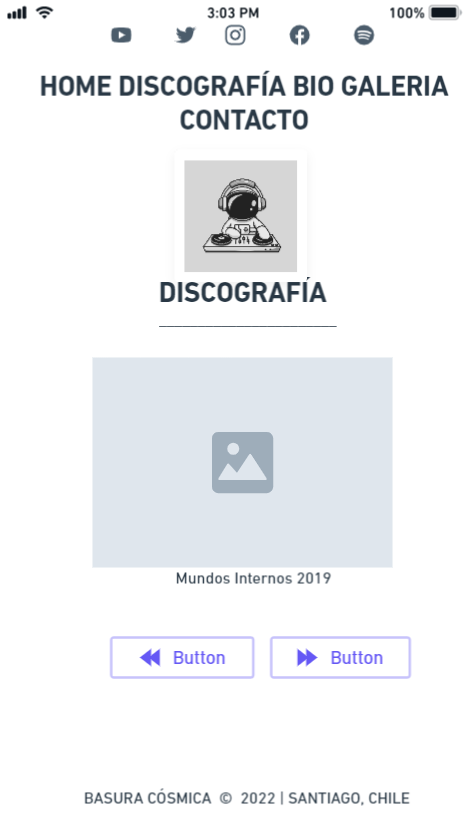 3:03 PM 100%
HOME DISCOGRAFÍA BIO GALERIA
CONTACTO
DISCOGRAFÍA
Mundos Internos 2019
Button Button
BASURA CÓSMICA © 2022 | SANTIAGO, CHILE